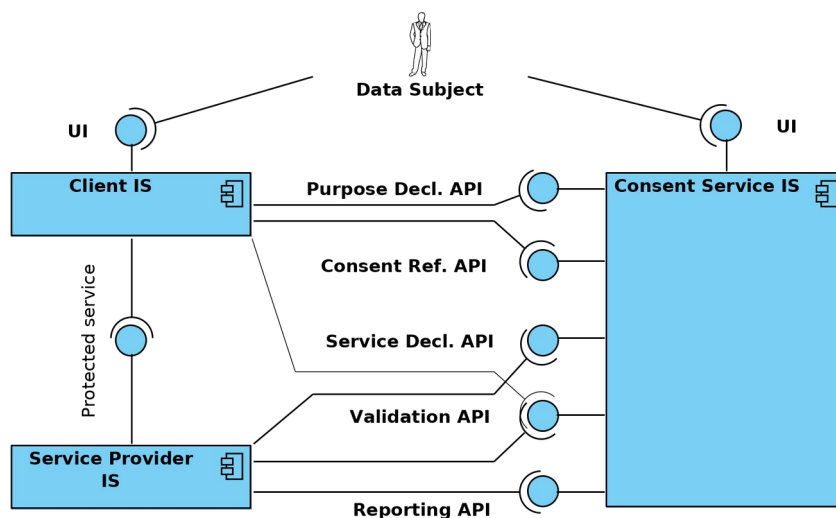 Data Subject
UI
UI
Client IS
Purpose Decl. API
Consent Service IS
Consent Ref. API
Protected service
Service Decl. API
Validation API
Service Provider
IS
Reporting API